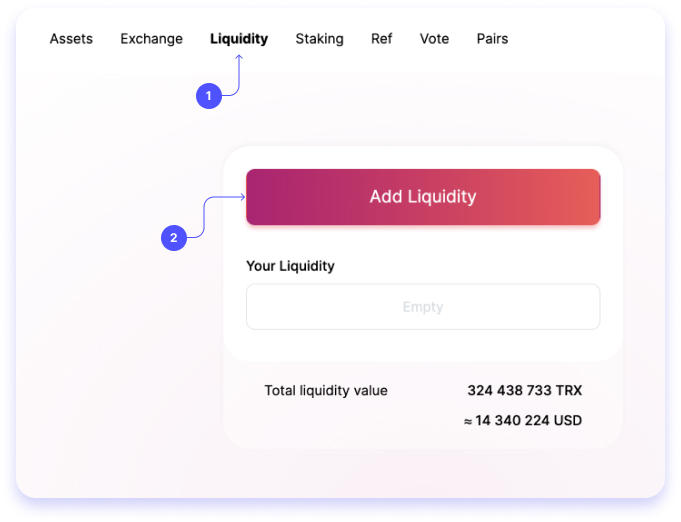 Assets Exchange Liquidity Staking Ref Vote Pairs
1
Add Liquidity
2
Your Liquidity
Empty
Total liquidity value 324 438 733 TRX
≈ 14 340 224 USD